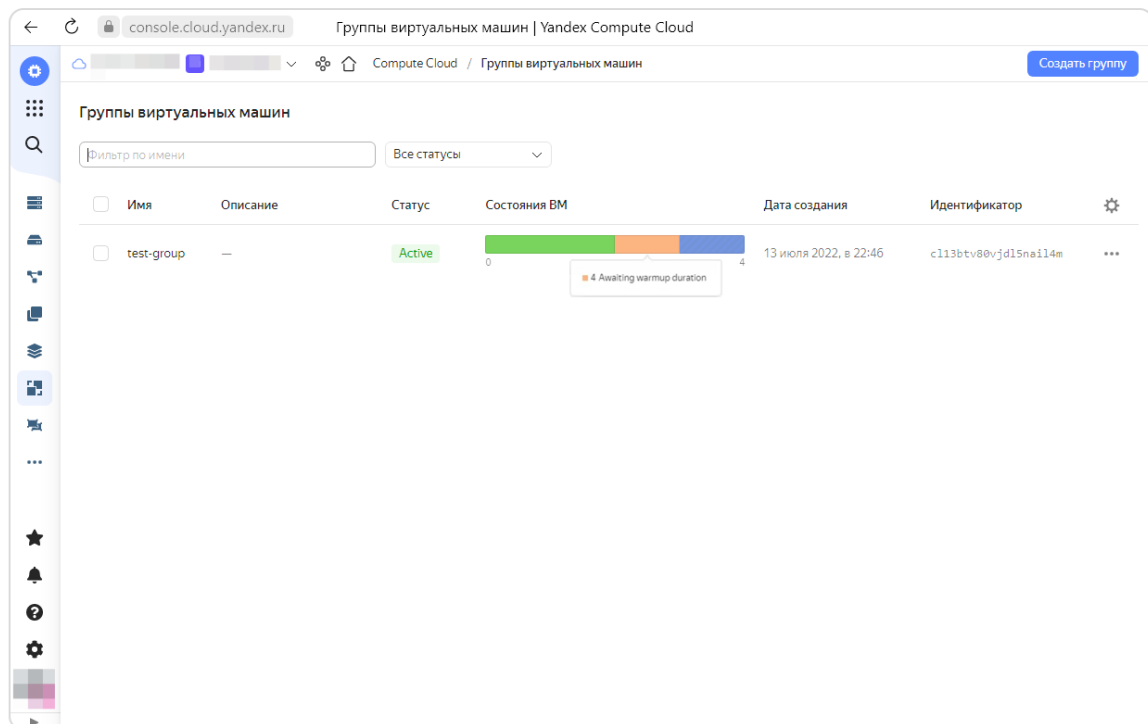 console.cloud.yandex.ru Группы виртуальных машин | Yandex Compute Cloud
Compute Cloud / Группы виртуальных машин Создать группу
Группы виртуальных машин
Фильтр по имени Все статусы
Имя Описание Статус Состояния ВМ Дата создания Идентификатор
test-group — Active 13 июля 2022, в 22:46 cl13btv80vjdl5nail4m
0 4
4 Awaiting warmup duration